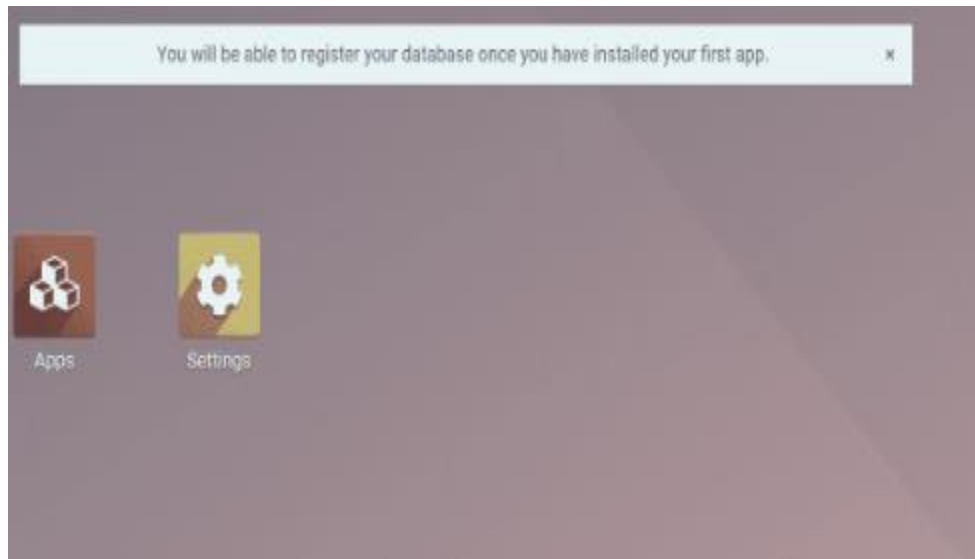 You will be able to register your database once you have installed your first app. ×
Apps
Settings